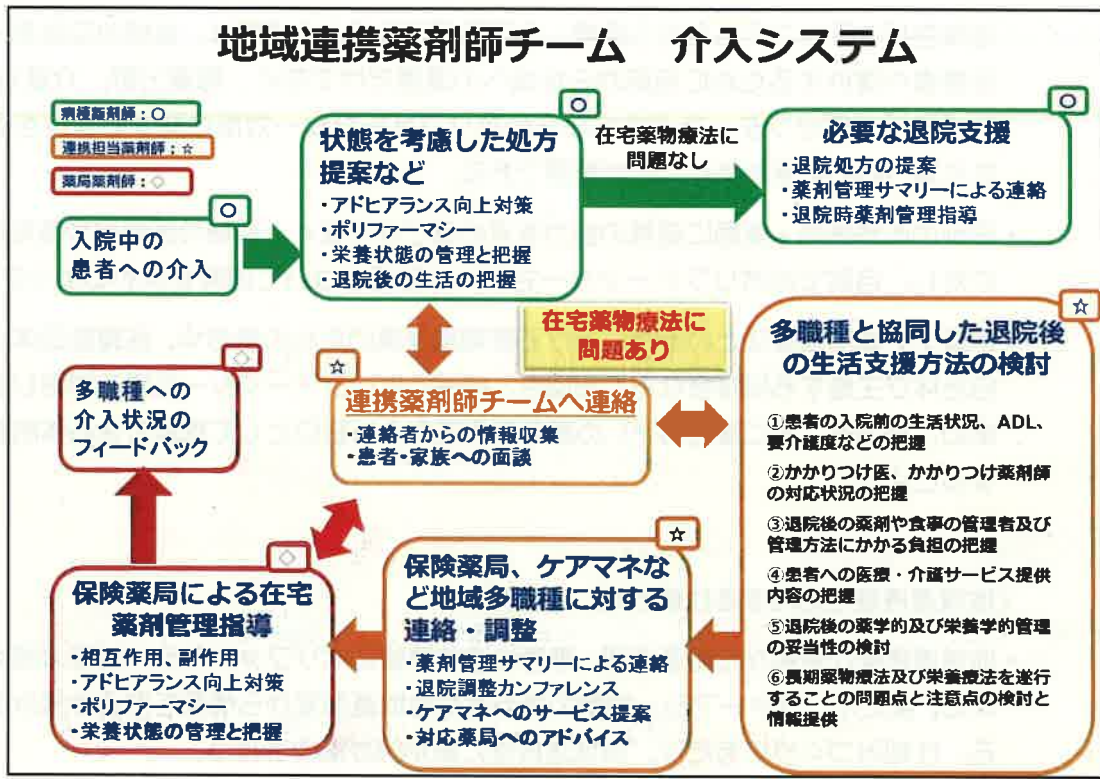 地域連携薬剤師チーム　介入システム
病棟薬剤師：○
連携担当薬剤師：☆
薬局薬剤師：◇
○
入院中の
患者への介入
○
状態を考慮した処方
提案など
・アドヒアランス向上対策
・ポリファーマシー
・栄養状態の管理と把握
・退院後の生活の把握
在宅薬物療法に
問題なし
○
必要な退院支援
・退院処方の提案
・薬剤管理サマリーによる連絡
・退院時薬剤管理指導
在宅薬物療法に
問題あり
☆
連携薬剤師チームへ連絡
・連絡者からの情報収集
・患者・家族への面談
☆
多職種と協同した退院後
の生活支援方法の検討
①患者の入院前の生活状況、ADL、
要介護度などの把握
②かかりつけ医、かかりつけ薬剤師
の対応状況の把握
③退院後の薬剤や食事の管理者及び
管理方法にかかる負担の把握
④患者への医療・介護サービス提供
内容の把握
⑤退院後の薬学的及び栄養学的管理
の妥当性の検討
⑥長期薬物療法及び栄養療法を遂行
することの問題点と注意点の検討と
情報提供
☆
保険薬局、ケアマネな
ど地域多職種に対する
連絡・調整
・薬剤管理サマリーによる連絡
・退院調整カンファレンス
・ケアマネへのサービス提案
・対応薬局へのアドバイス
◇
保険薬局による在宅
薬剤管理指導
・相互作用、副作用
・アドヒアランス向上対策
・ポリファーマシー
・栄養状態の管理と把握
◇
多職種への
介入状況の
フィードバック